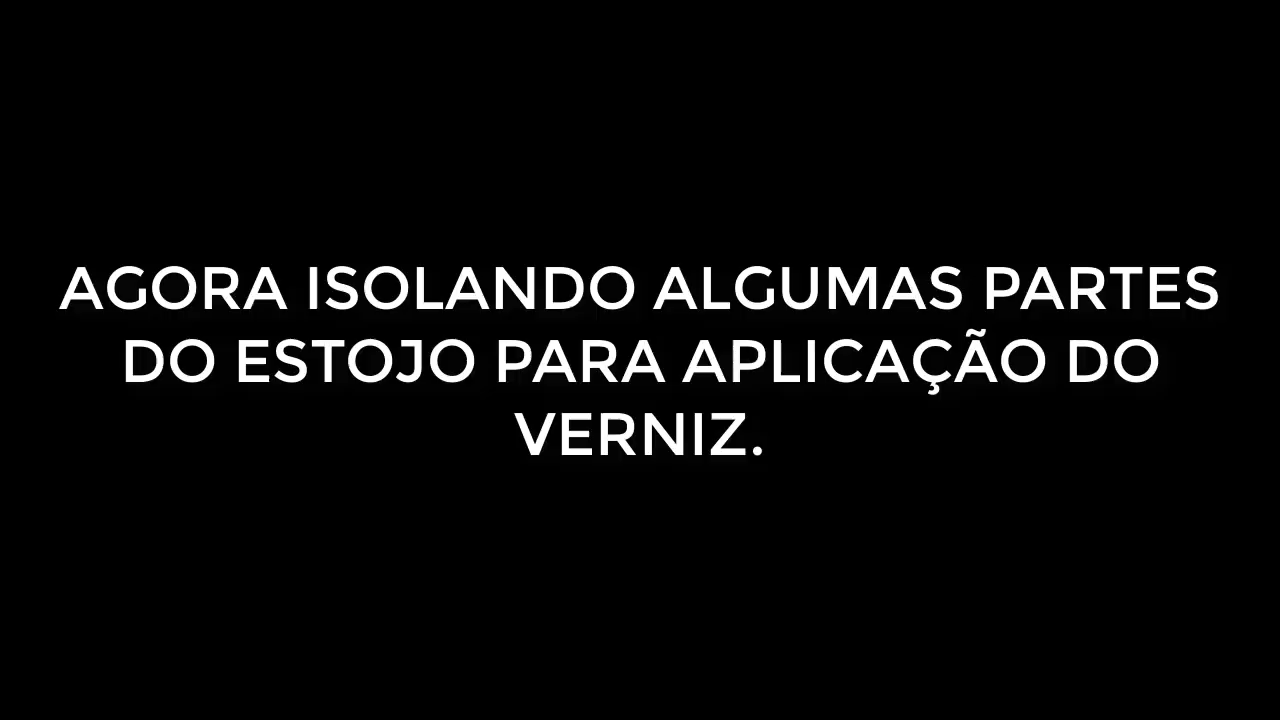 AGORA ISOLANDO ALGUMAS PARTES
DO ESTOJO PARA APLICAÇÃO DO
VERNIZ.